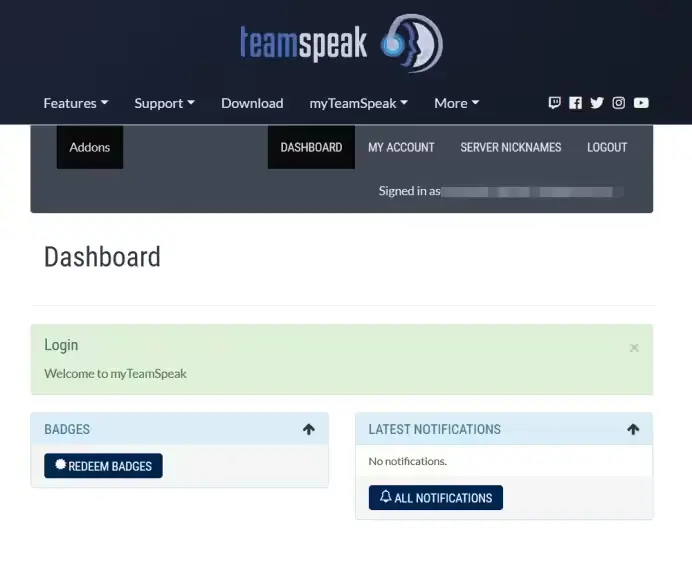 teamspeak
Features Support Download myTeamSpeak More
Addons DASHBOARD MY ACCOUNT SERVER NICKNAMES LOGOUT
Signed in as
Dashboard
Login
×
Welcome to myTeamSpeak
BADGES
REDEEM BADGES
LATEST NOTIFICATIONS
No notifications.
ALL NOTIFICATIONS